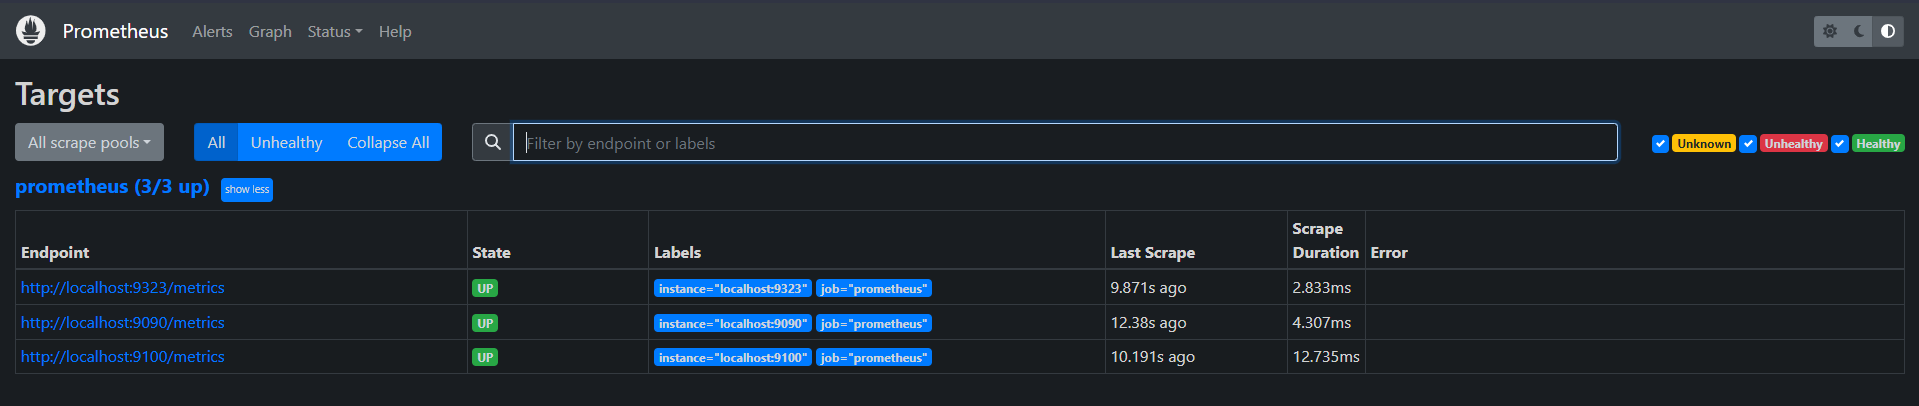 Prometheus Alerts Graph Status Help
Targets
All scrape pools All Unhealthy Collapse All Filter by endpoint or labels Unknown Unhealthy Healthy
prometheus (3/3 up) show less
Endpoint State Labels Last Scrape Scrape Duration Error
http://localhost:9323/metrics UP instance="localhost:9323" job="prometheus" 9.871s ago 2.833ms
http://localhost:9090/metrics UP instance="localhost:9090" job="prometheus" 12.38s ago 4.307ms
http://localhost:9100/metrics UP instance="localhost:9100" job="prometheus" 10.191s ago 12.735ms